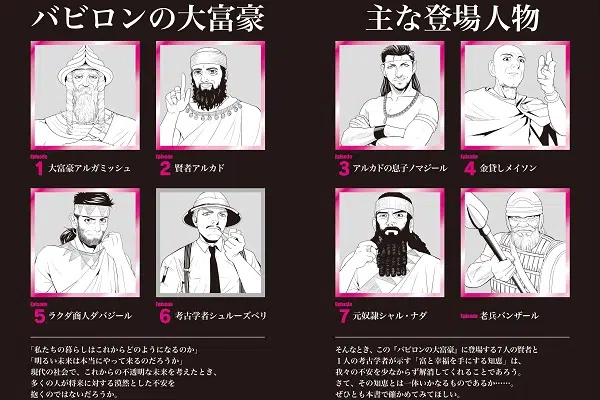 バビロンの大富豪
主な登場人物
Episode
1 大富豪アルガミッシュ
Episode
2 賢者アルカド
Episode
3 アルカドの息子ノマジール
Episode
4 金貸しメイソン
Episode
5 ラクダ商人ダバジール
Episode
6 考古学者シュルーズベリ
Episode
7 元奴隷シャル・ナダ
Episode 老兵バンザール
「私たちの暮らしはこれからどのようになるのか」
「明るい未来は本当にやって来るのだろうか」
現代の社会で、これからの不透明な未来を考えたとき、
多くの人が将来に対する漠然とした不安を
抱くのではないだろうか。
そんなとき、この『バビロンの大富豪』に登場する7人の賢者と
1人の考古学者が示す「富と幸福を手にする知恵」は、
我々の不安を少なからず解消してくれることであろう。
さて、その知恵とは一体いかなるものであるか……。
ぜひとも本書で確かめてみてほしい。